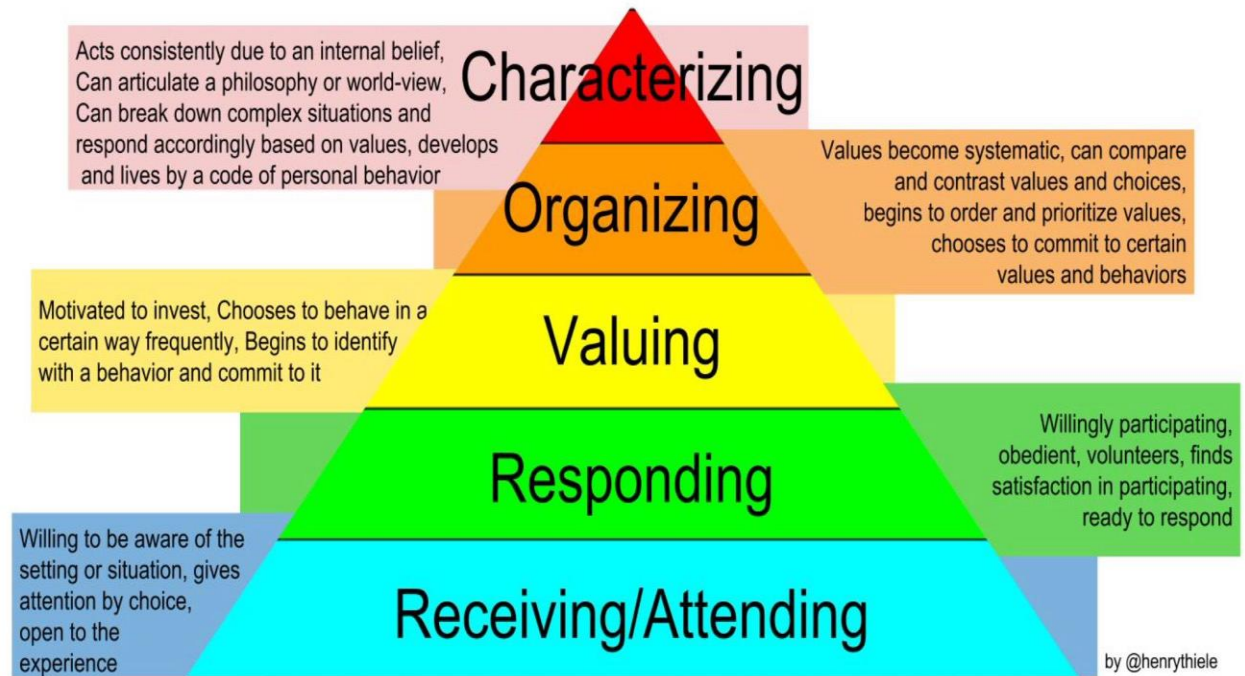 Characterizing
Acts consistently due to an internal belief,
Can articulate a philosophy or world-view,
Can break down complex situations and
respond accordingly based on values, develops
and lives by a code of personal behavior
Organizing
Values become systematic, can compare
and contrast values and choices,
begins to order and prioritize values,
chooses to commit to certain
values and behaviors
Valuing
Motivated to invest, Chooses to behave in a
certain way frequently, Begins to identify
with a behavior and commit to it
Responding
Willingly participating,
obedient, volunteers, finds
satisfaction in participating,
ready to respond
Receiving/Attending
Willing to be aware of the
setting or situation, gives
attention by choice,
open to the
experience
by @henrythiele